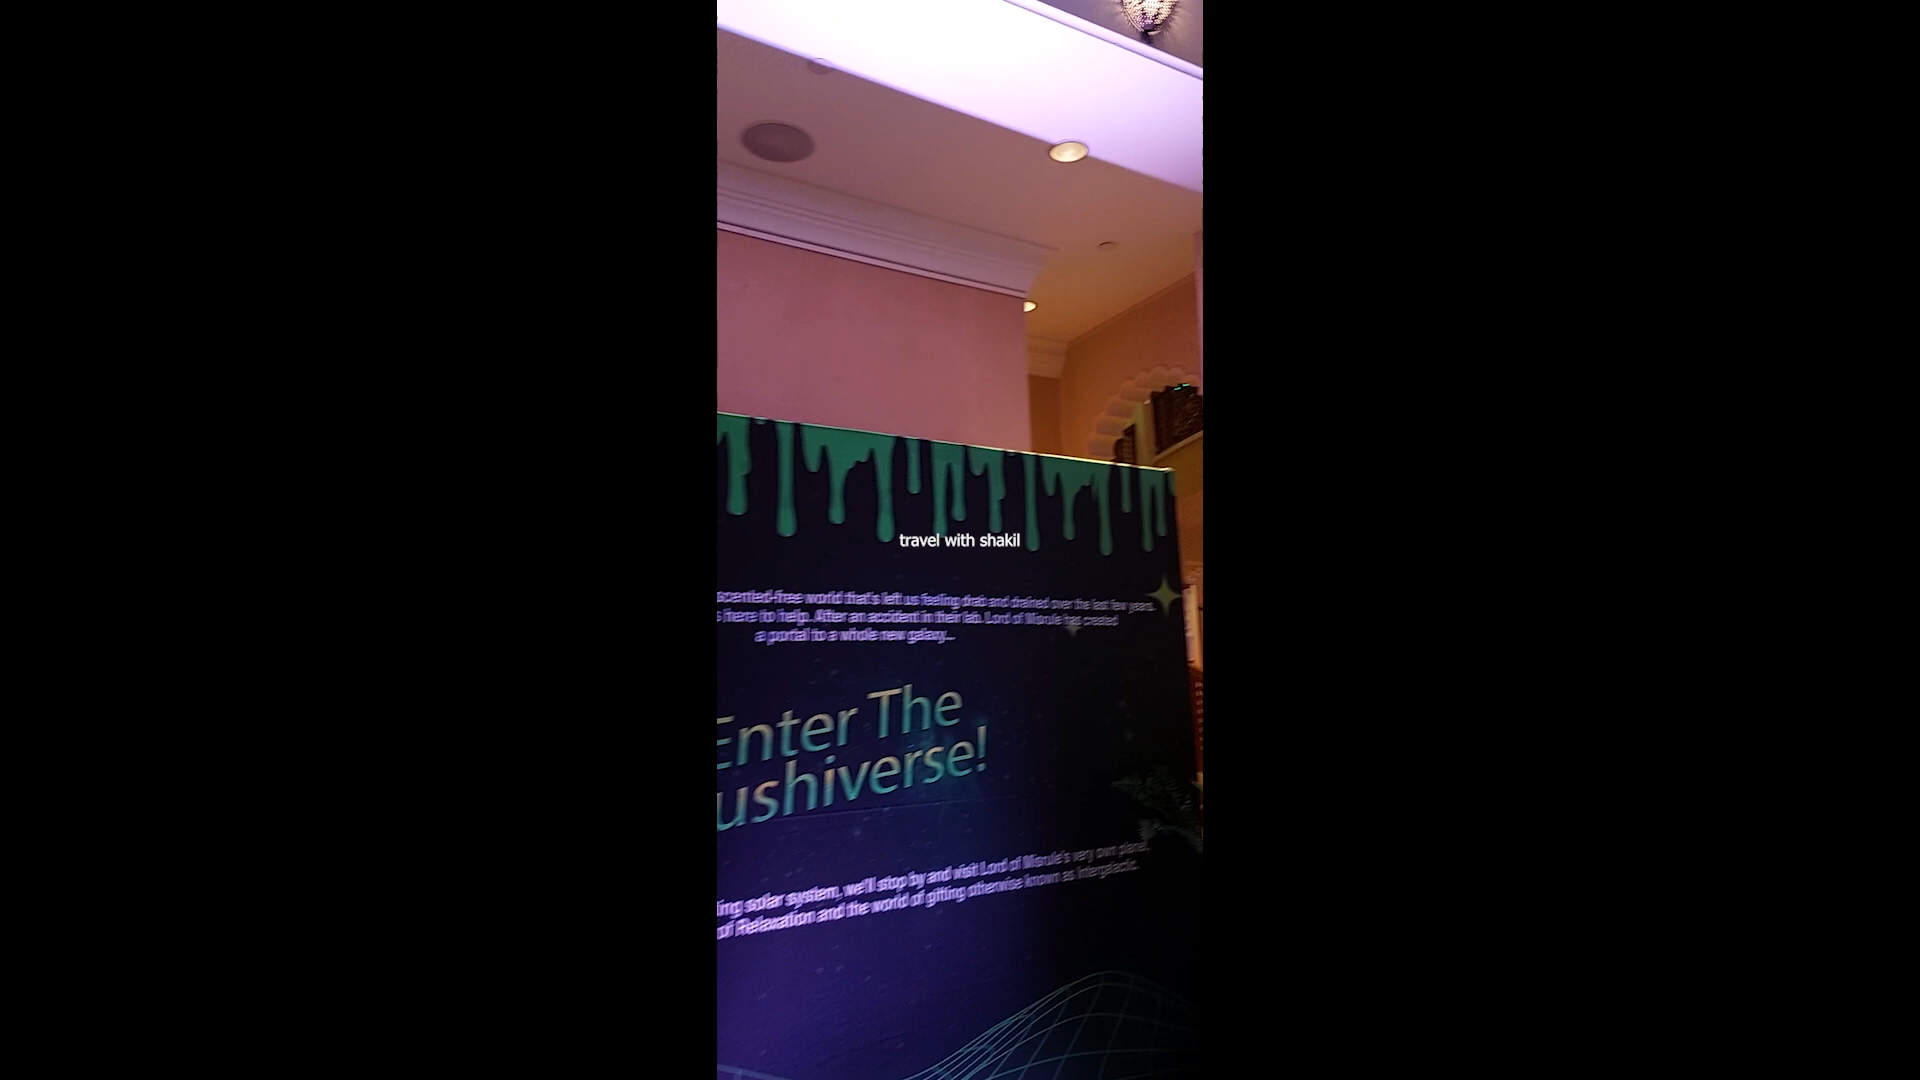 travel with shakil
scented-free world that's left us feeling drab and drained over the last few years.
s here to help. After an accident in their lab, Lord of Misrule has created
a portal to a whole new galaxy...
Enter The
ushiverse!
ing solar system, we'll stop by and visit Lord of Misrule's very own planet,
of Relaxation and the world of gifting otherwise known as Intergalactic.